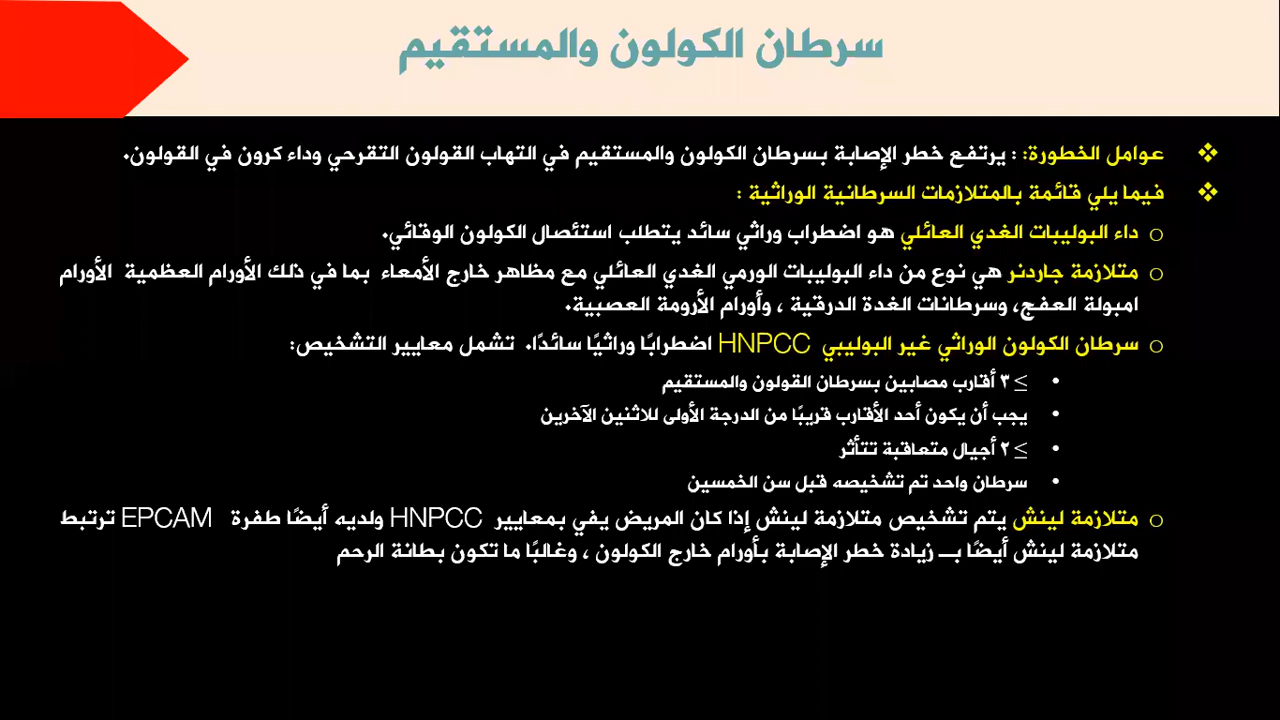 سرطان الكولون والمستقيم
❖ عوامل الخطورة: : يرتفع خطر الإصابة بسرطان الكولون والمستقيم في التهاب القولون التقرحي وداء كرون في القولون.
❖ فيما يلي قائمة بالمتلازمات السرطانية الوراثية :
o داء البوليبات الغدي العائلي هو اضطراب وراثي سائد يتطلب استئصال الكولون الوقائي.
o متلازمة جاردنر هي نوع من داء البوليبات الورمي الغدي العائلي مع مظاهر خارج الأمعاء بما في ذلك الأورام العظمية الأورام
امبولة العفج، وسرطانات الغدة الدرقية ، وأورام الأرومة العصبية.
o سرطان الكولون الوراثي غير البوليبي HNPCC اضطرابًا وراثيًا سائدًا. تشمل معايير التشخيص:
• ≥ ٣ أقارب مصابين بسرطان القولون والمستقيم
• يجب أن يكون أحد الأقارب قريبًا من الدرجة الأولى للاثنين الآخرين
• ≥ ٢ أجيال متعاقبة تتأثر
• سرطان واحد تم تشخيصه قبل سن الخمسين
o متلازمة لينش يتم تشخيص متلازمة لينش إذا كان المريض يفي بمعايير HNPCC ولديه أيضًا طفرة EPCAM ترتبط
متلازمة لينش أيضًا بـ زيادة خطر الإصابة بأورام خارج الكولون ، وغالبًا ما تكون بطانة الرحم